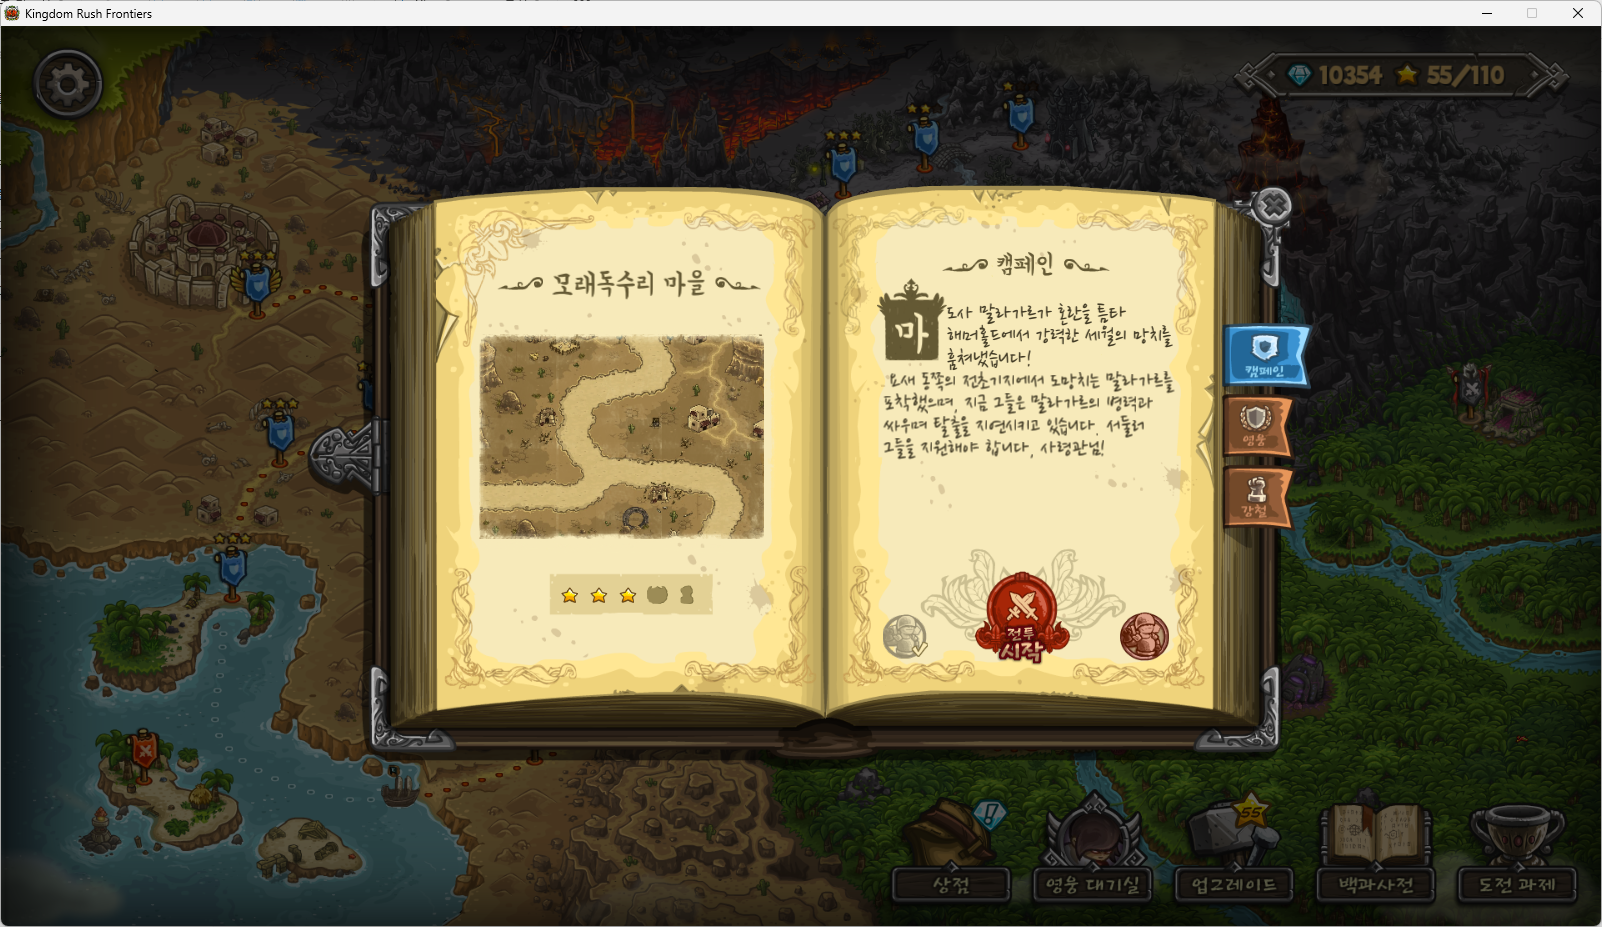 Kingdom Rush Frontiers
10354 55/110
모래독수리 마을
캠페인
마도사 말라가르가 혼란을 틈타
해머홀드에서 강력한 세월의 망치를
훔쳐냈습니다!
요새 동쪽의 전초기지에서 도망치는 말라가르를
포착했으며, 지금 그들은 말라가르의 병력과
싸우며 탈출을 지연시키고 있습니다. 서둘러
그들을 지원해야 합니다, 사령관님!
전투
시작
캠페인
영웅
강철
55
상점
영웅 대기실
업그레이드
백과사전
도전 과제